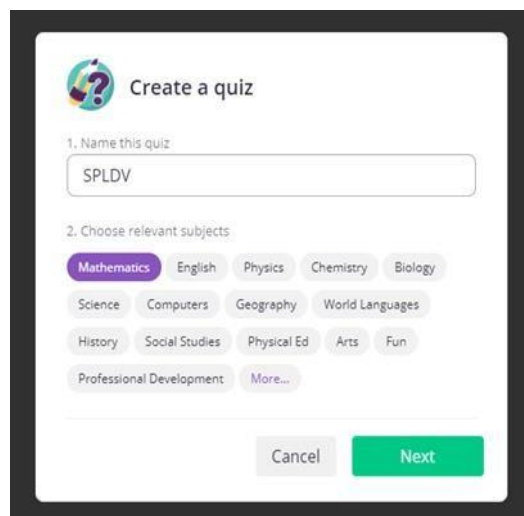 Create a quiz
1. Name this quiz
SPLDV
2. Choose relevant subjects
Mathematics English Physics Chemistry Biology
Science Computers Geography World Languages
History Social Studies Physical Ed Arts Fun
Professional Development More...
Cancel Next